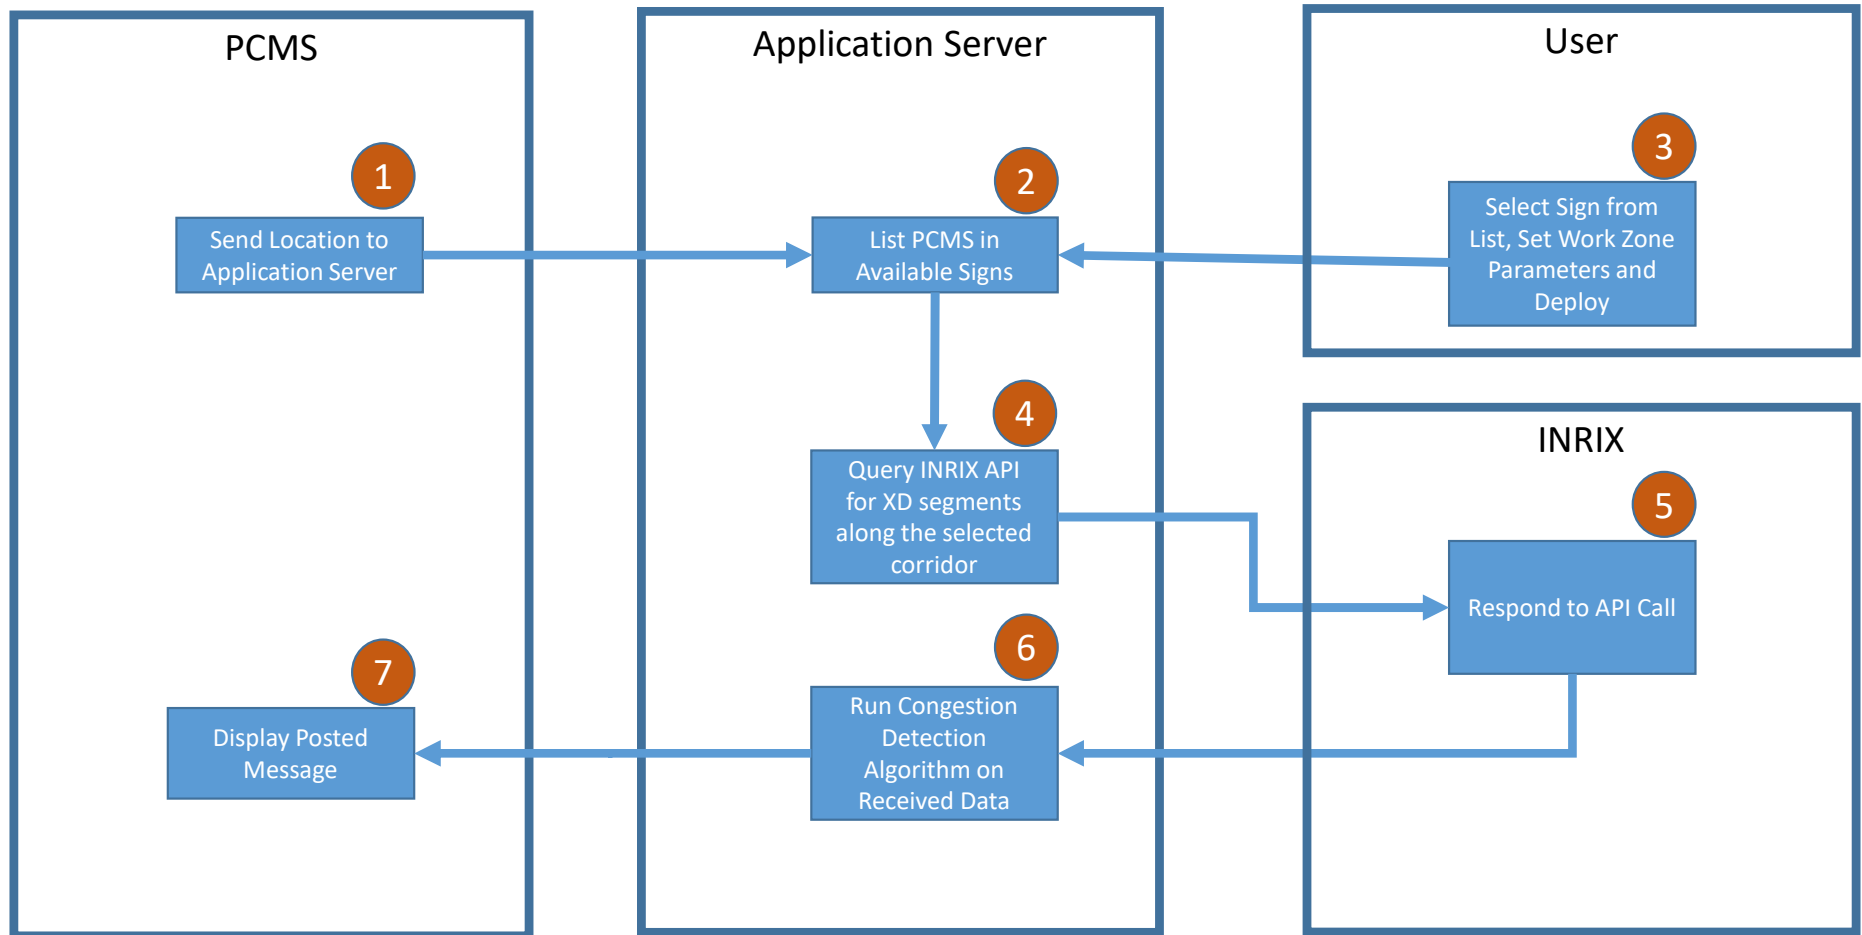 PCMS
1
Send Location to
Application Server
7
Display Posted
Message
Application Server
2
List PCMS in
Available Signs
4
Query INRIX API
for XD segments
along the selected
corridor
6
Run Congestion
Detection
Algorithm on
Received Data
User
3
Select Sign from
List, Set Work Zone
Parameters and
Deploy
INRIX
5
Respond to API Call